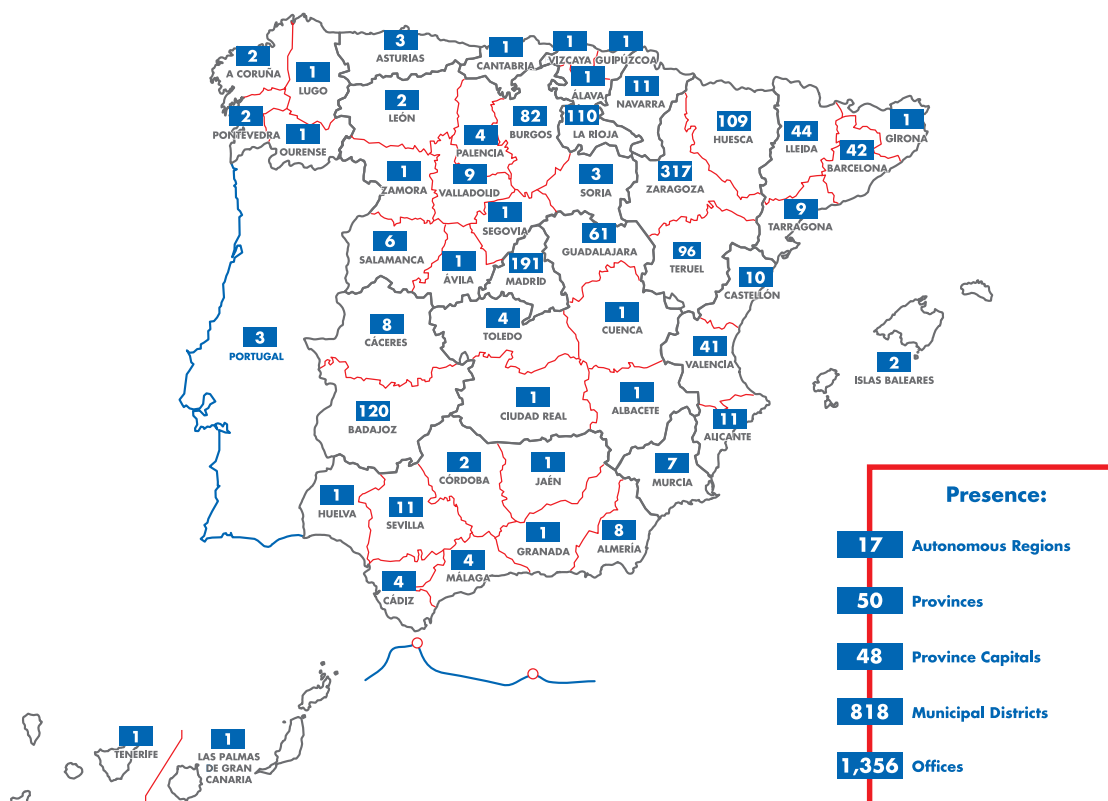 2
A CORUÑA
1
LUGO
3
ASTURIAS
1
CANTABRIA
1
VIZCAYA
1
GUIPÚZCOA
1
ÁLAVA
11
NAVARRA
2
PONTEVEDRA
1
OURENSE
2
LEÓN
4
PALENCIA
82
BURGOS
110
LA RIOJA
109
HUESCA
44
LLEIDA
1
GIRONA
42
BARCELONA
1
ZAMORA
9
VALLADOLID
3
SORIA
317
ZARAGOZA
9
TARRAGONA
1
SEGOVIA
6
SALAMANCA
1
ÁVILA
191
MADRID
61
GUADALAJARA
96
TERUEL
10
CASTELLÓN
3
PORTUGAL
8
CÁCERES
4
TOLEDO
1
CUENCA
41
VALENCIA
2
ISLAS BALEARES
120
BADAJOZ
1
CIUDAD REAL
1
ALBACETE
11
ALICANTE
1
HUELVA
11
SEVILLA
2
CÓRDOBA
1
JAÉN
7
MURCIA
4
CÁDIZ
4
MÁLAGA
1
GRANADA
8
ALMERÍA
1
TENERIFE
1
LAS PALMAS
DE GRAN
CANARIA
Presence:
17 Autonomous Regions
50 Provinces
48 Province Capitals
818 Municipal Districts
1,356 Offices